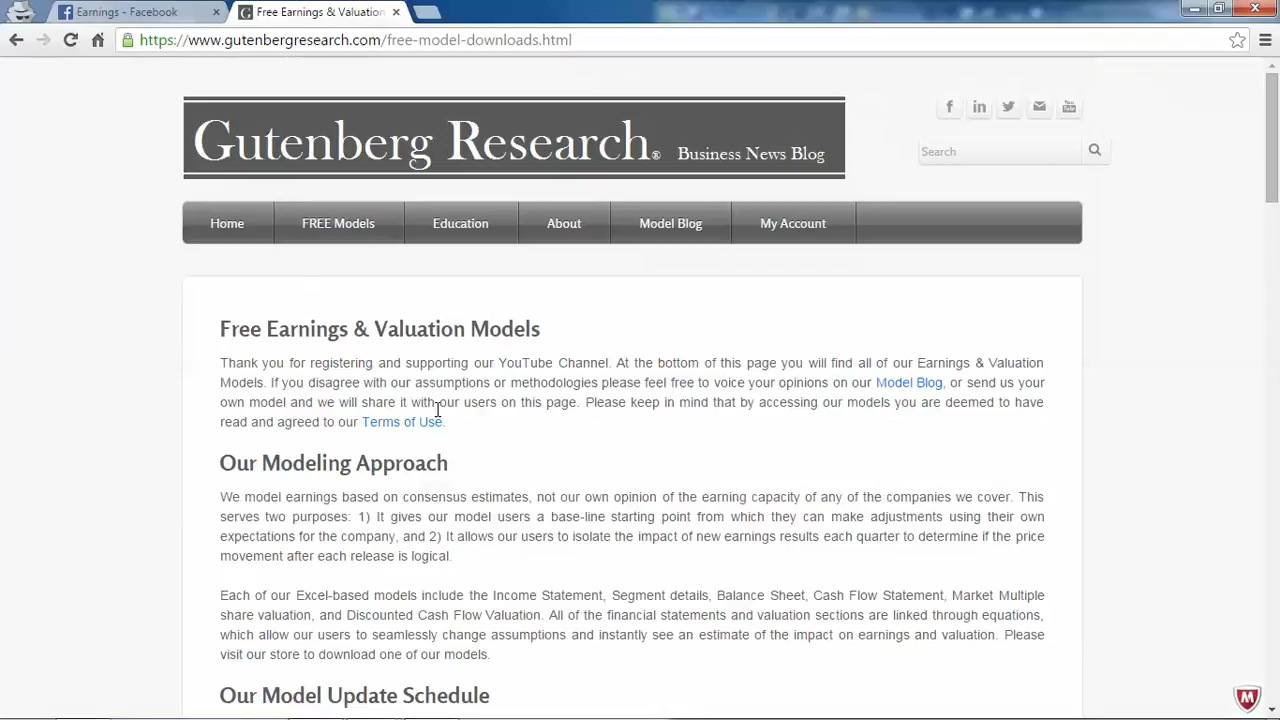 Earnings - Facebook
Free Earnings & Valuation
https://www.gutenbergresearch.com/free-model-downloads.html
Gutenberg Research® Business News Blog
f in You Tube
Search
Home FREE Models Education About Model Blog My Account
Free Earnings & Valuation Models
Thank you for registering and supporting our YouTube Channel. At the bottom of this page you will find all of our Earnings & Valuation
Models. If you disagree with our assumptions or methodologies please feel free to voice your opinions on our Model Blog, or send us your
own model and we will share it with our users on this page. Please keep in mind that by accessing our models you are deemed to have
read and agreed to our Terms of Use.
Our Modeling Approach
We model earnings based on consensus estimates, not our own opinion of the earning capacity of any of the companies we cover. This
serves two purposes: 1) It gives our model users a base-line starting point from which they can make adjustments using their own
expectations for the company, and 2) It allows our users to isolate the impact of new earnings results each quarter to determine if the price
movement after each release is logical.
Each of our Excel-based models include the Income Statement, Segment details, Balance Sheet, Cash Flow Statement, Market Multiple
share valuation, and Discounted Cash Flow Valuation. All of the financial statements and valuation sections are linked through equations,
which allow our users to seamlessly change assumptions and instantly see an estimate of the impact on earnings and valuation. Please
visit our store to download one of our models.
Our Model Update Schedule